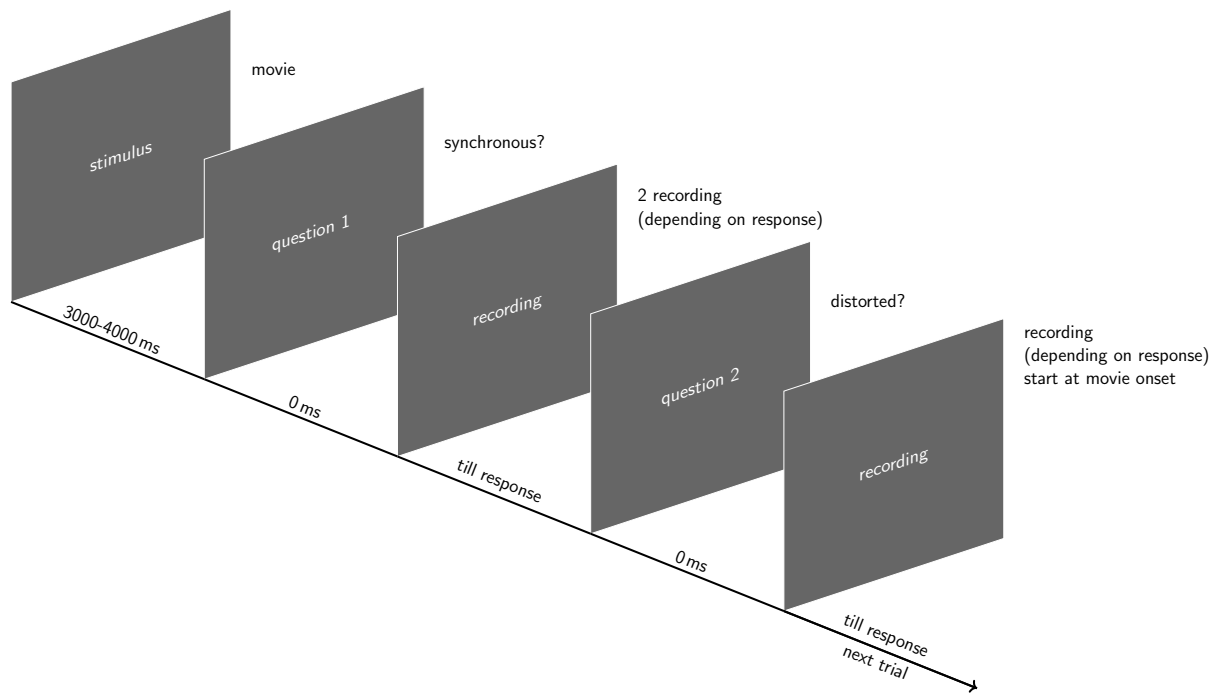 stimulus
movie
question 1
synchronous?
recording
2 recording
(depending on response)
question 2
distorted?
recording
recording
(depending on response)
start at movie onset
3000-4000 ms
0 ms
till response
0 ms
till response
next trial